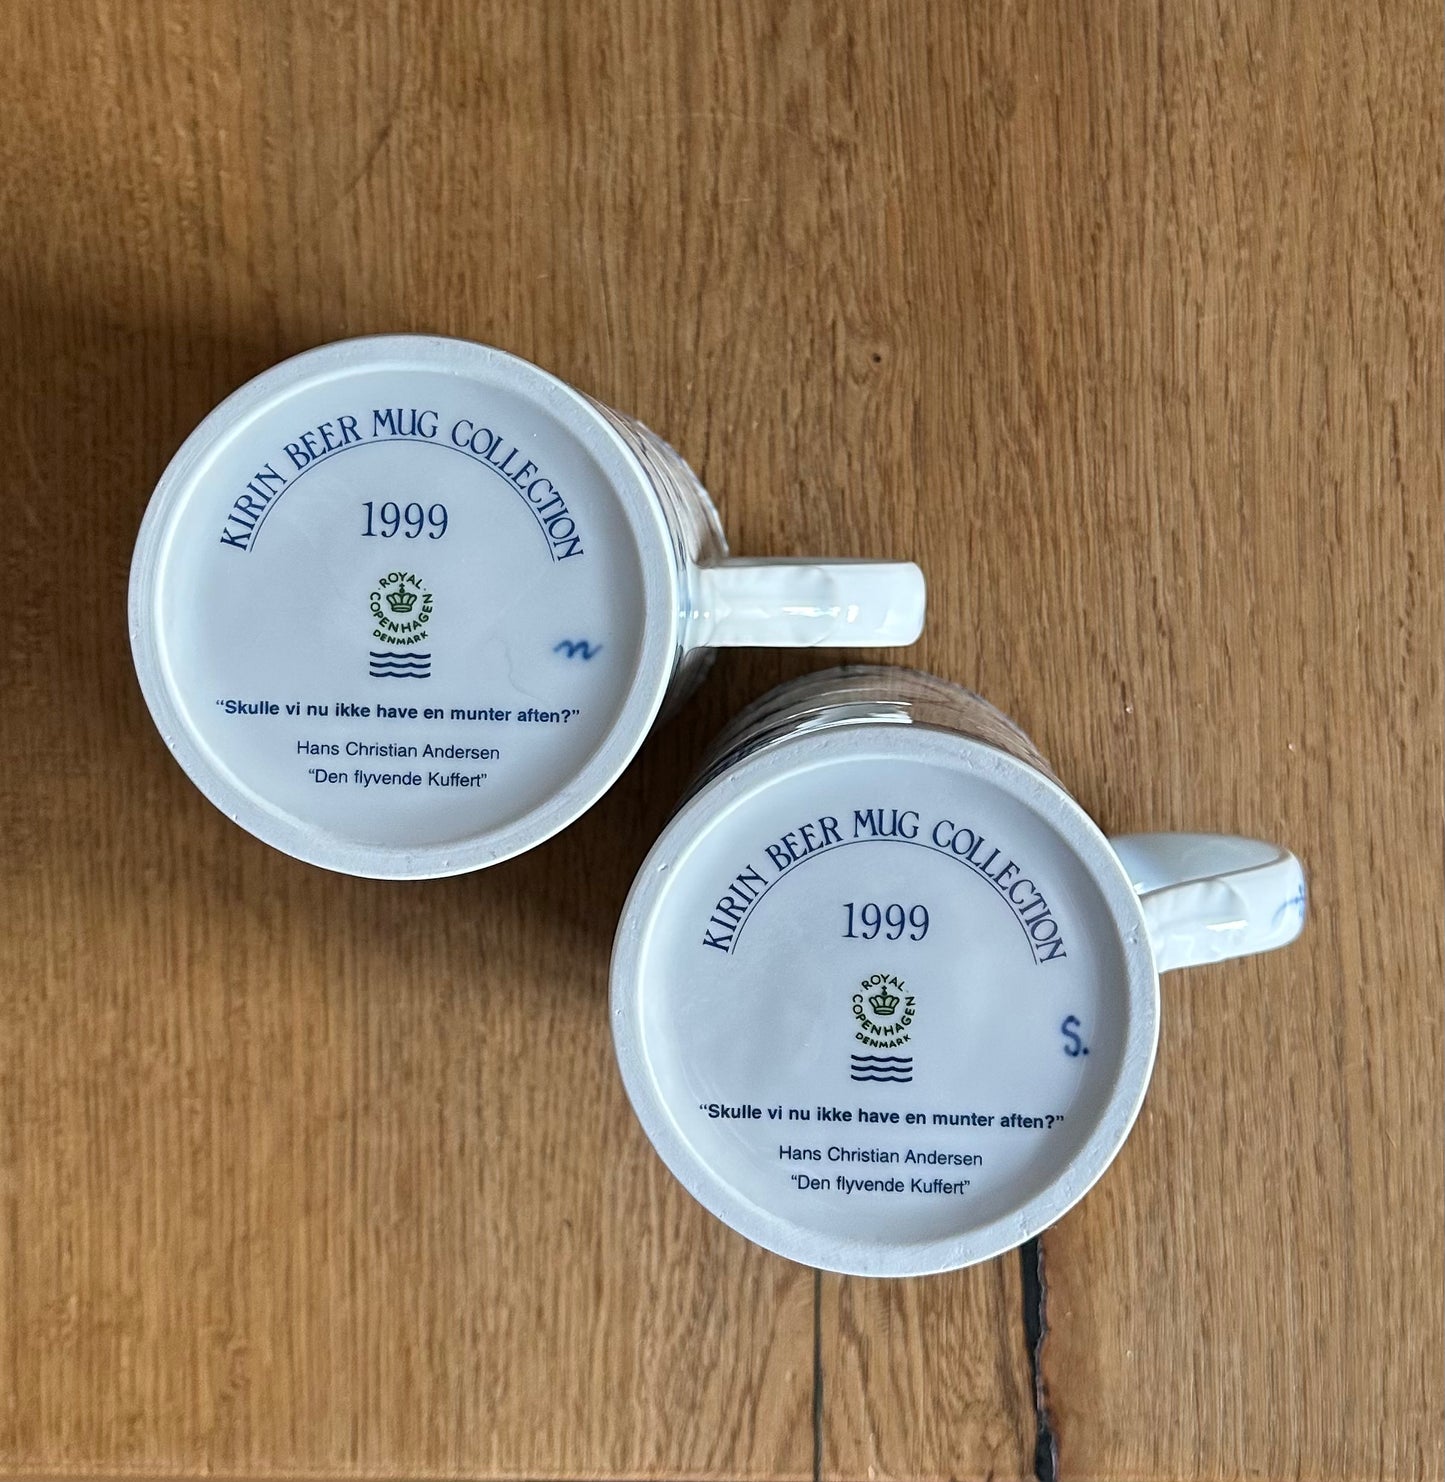 KIRIN BEER MUG COLLECTION
1999
ROYAL
COPENHAGEN
DENMARK
n
“Skulle vi nu ikke have en munter aften?”
Hans Christian Andersen
“Den flyvende Kuffert”
KIRIN BEER MUG COLLECTION
1999
ROYAL
COPENHAGEN
DENMARK
S.
“Skulle vi nu ikke have en munter aften?”
Hans Christian Andersen
“Den flyvende Kuffert”